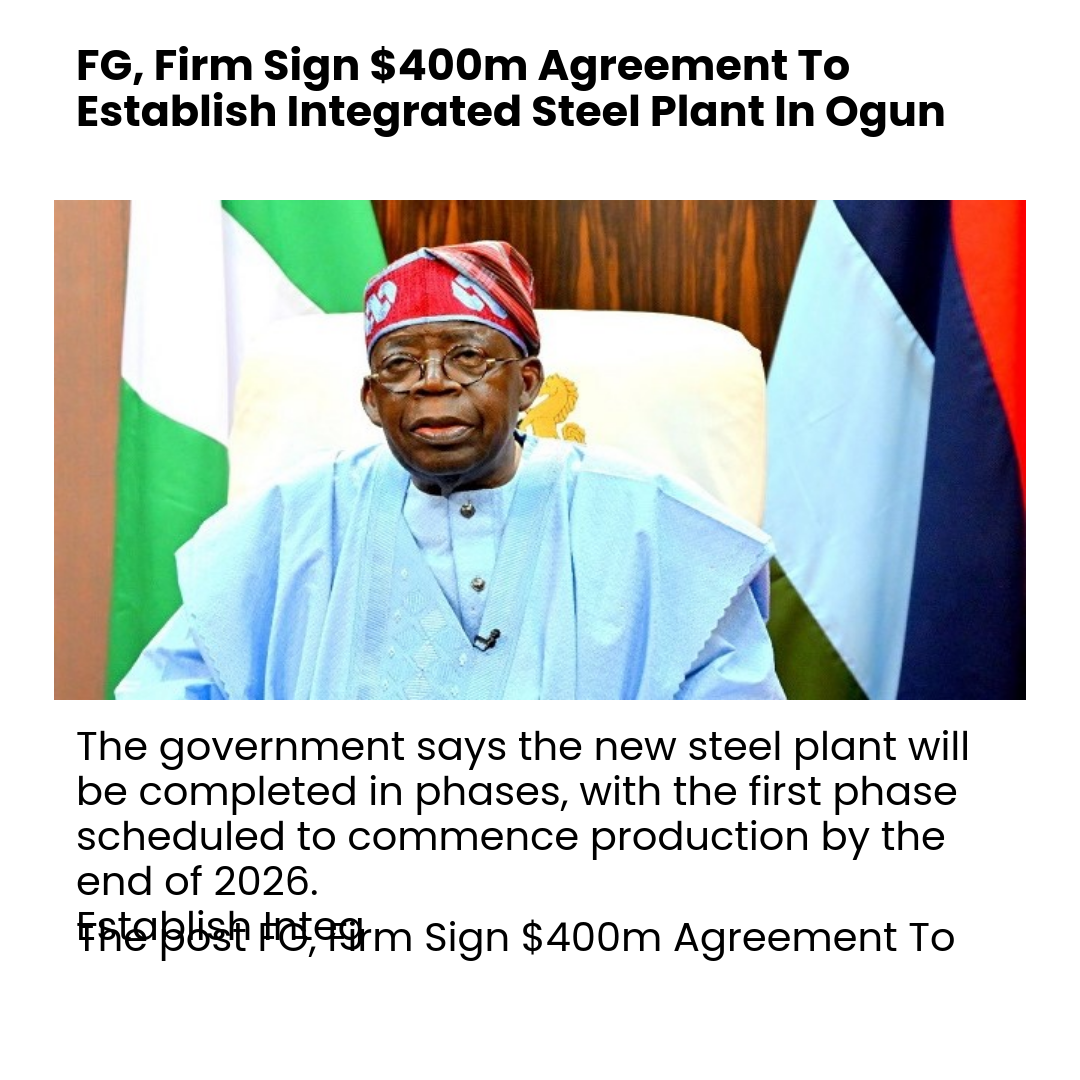 FG, Firm Sign $400m Agreement To
Establish Integrated Steel Plant In Ogun
The government says the new steel plant will
be completed in phases, with the first phase
scheduled to commence production by the
end of 2026.
The post FG, Firm Sign $400m Agreement To
Establish Integ